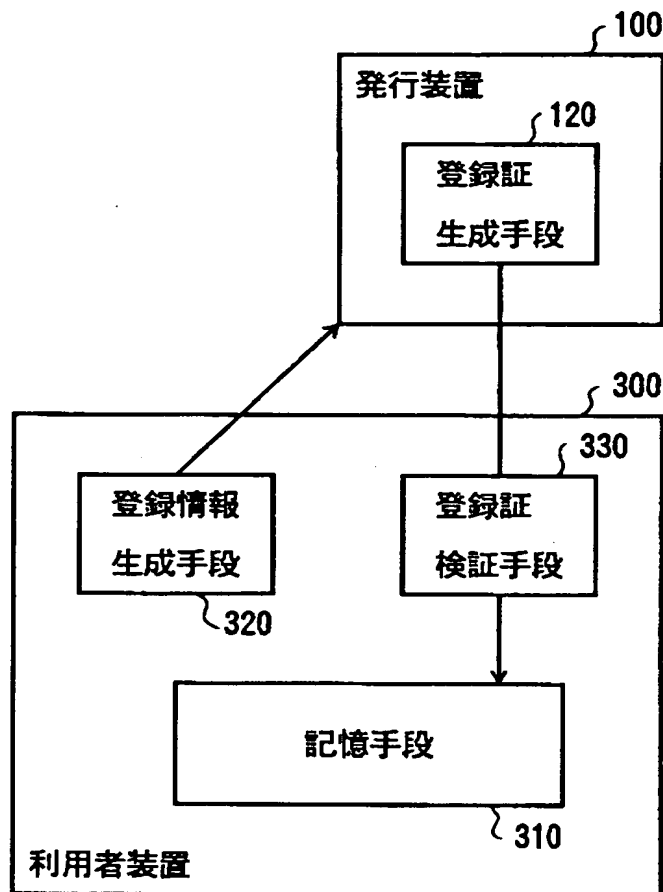 100
発行装置
120
登録証
生成手段
300
330
登録情報
生成手段
320
登録証
検証手段
記憶手段
310
利用者装置